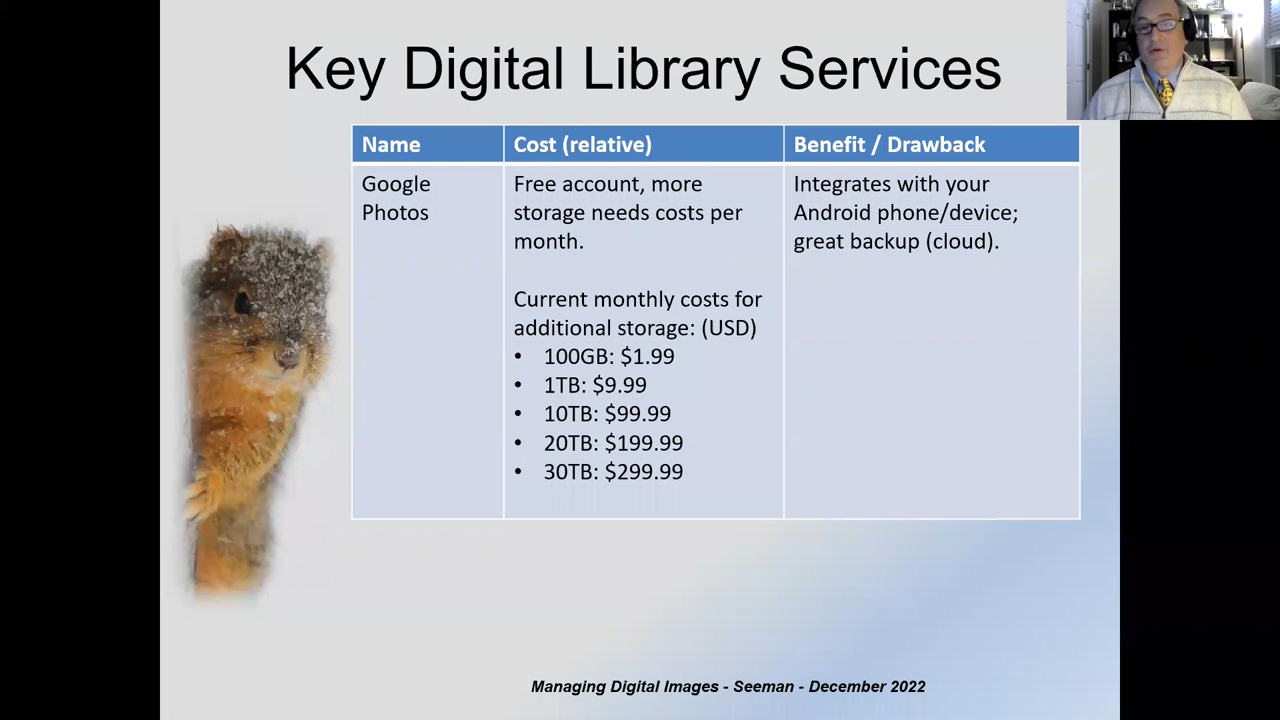 Key Digital Library Services
Name
Cost (relative)
Benefit / Drawback
Google
Photos
Free account, more
storage needs costs per
month.
Current monthly costs for
additional storage: (USD)
• 100GB: $1.99
• 1TB: $9.99
• 10TB: $99.99
• 20TB: $199.99
• 30TB: $299.99
Integrates with your
Android phone/device;
great backup (cloud).
Managing Digital Images - Seeman - December 2022